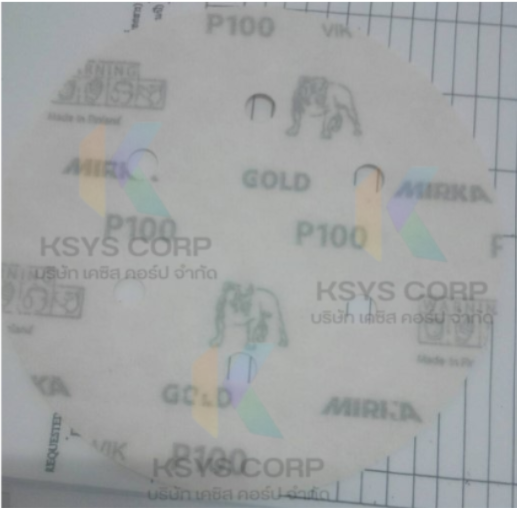 P100 VIK
WARNING
Made in Finland
MIRKA GOLD MIRKA
P100 P100
KSYS CORP
บริษัท เคซิส คอร์ป จำกัด
KSYS CORP
บริษัท เคซิส คอร์ป จำกัด
GOLD
MIRKA
VIK P100
REQUESTER
KSYS CORP
บริษัท เคซิส คอร์ป จำกัด